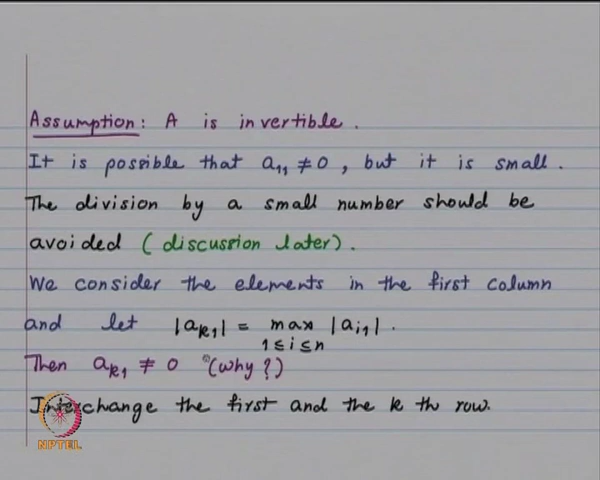 Assumption: A is invertible.
It is possible that a₁₁ ≠ 0, but it is small.
The division by a small number should be
avoided (discussion later).
We consider the elements in the first column
and let |aₖ₁| = max |aᵢ₁|.
1 ≤ i ≤ n
Then aₖ₁ ≠ 0 (why?)
Interchange the first and the k th row.
NPTEL